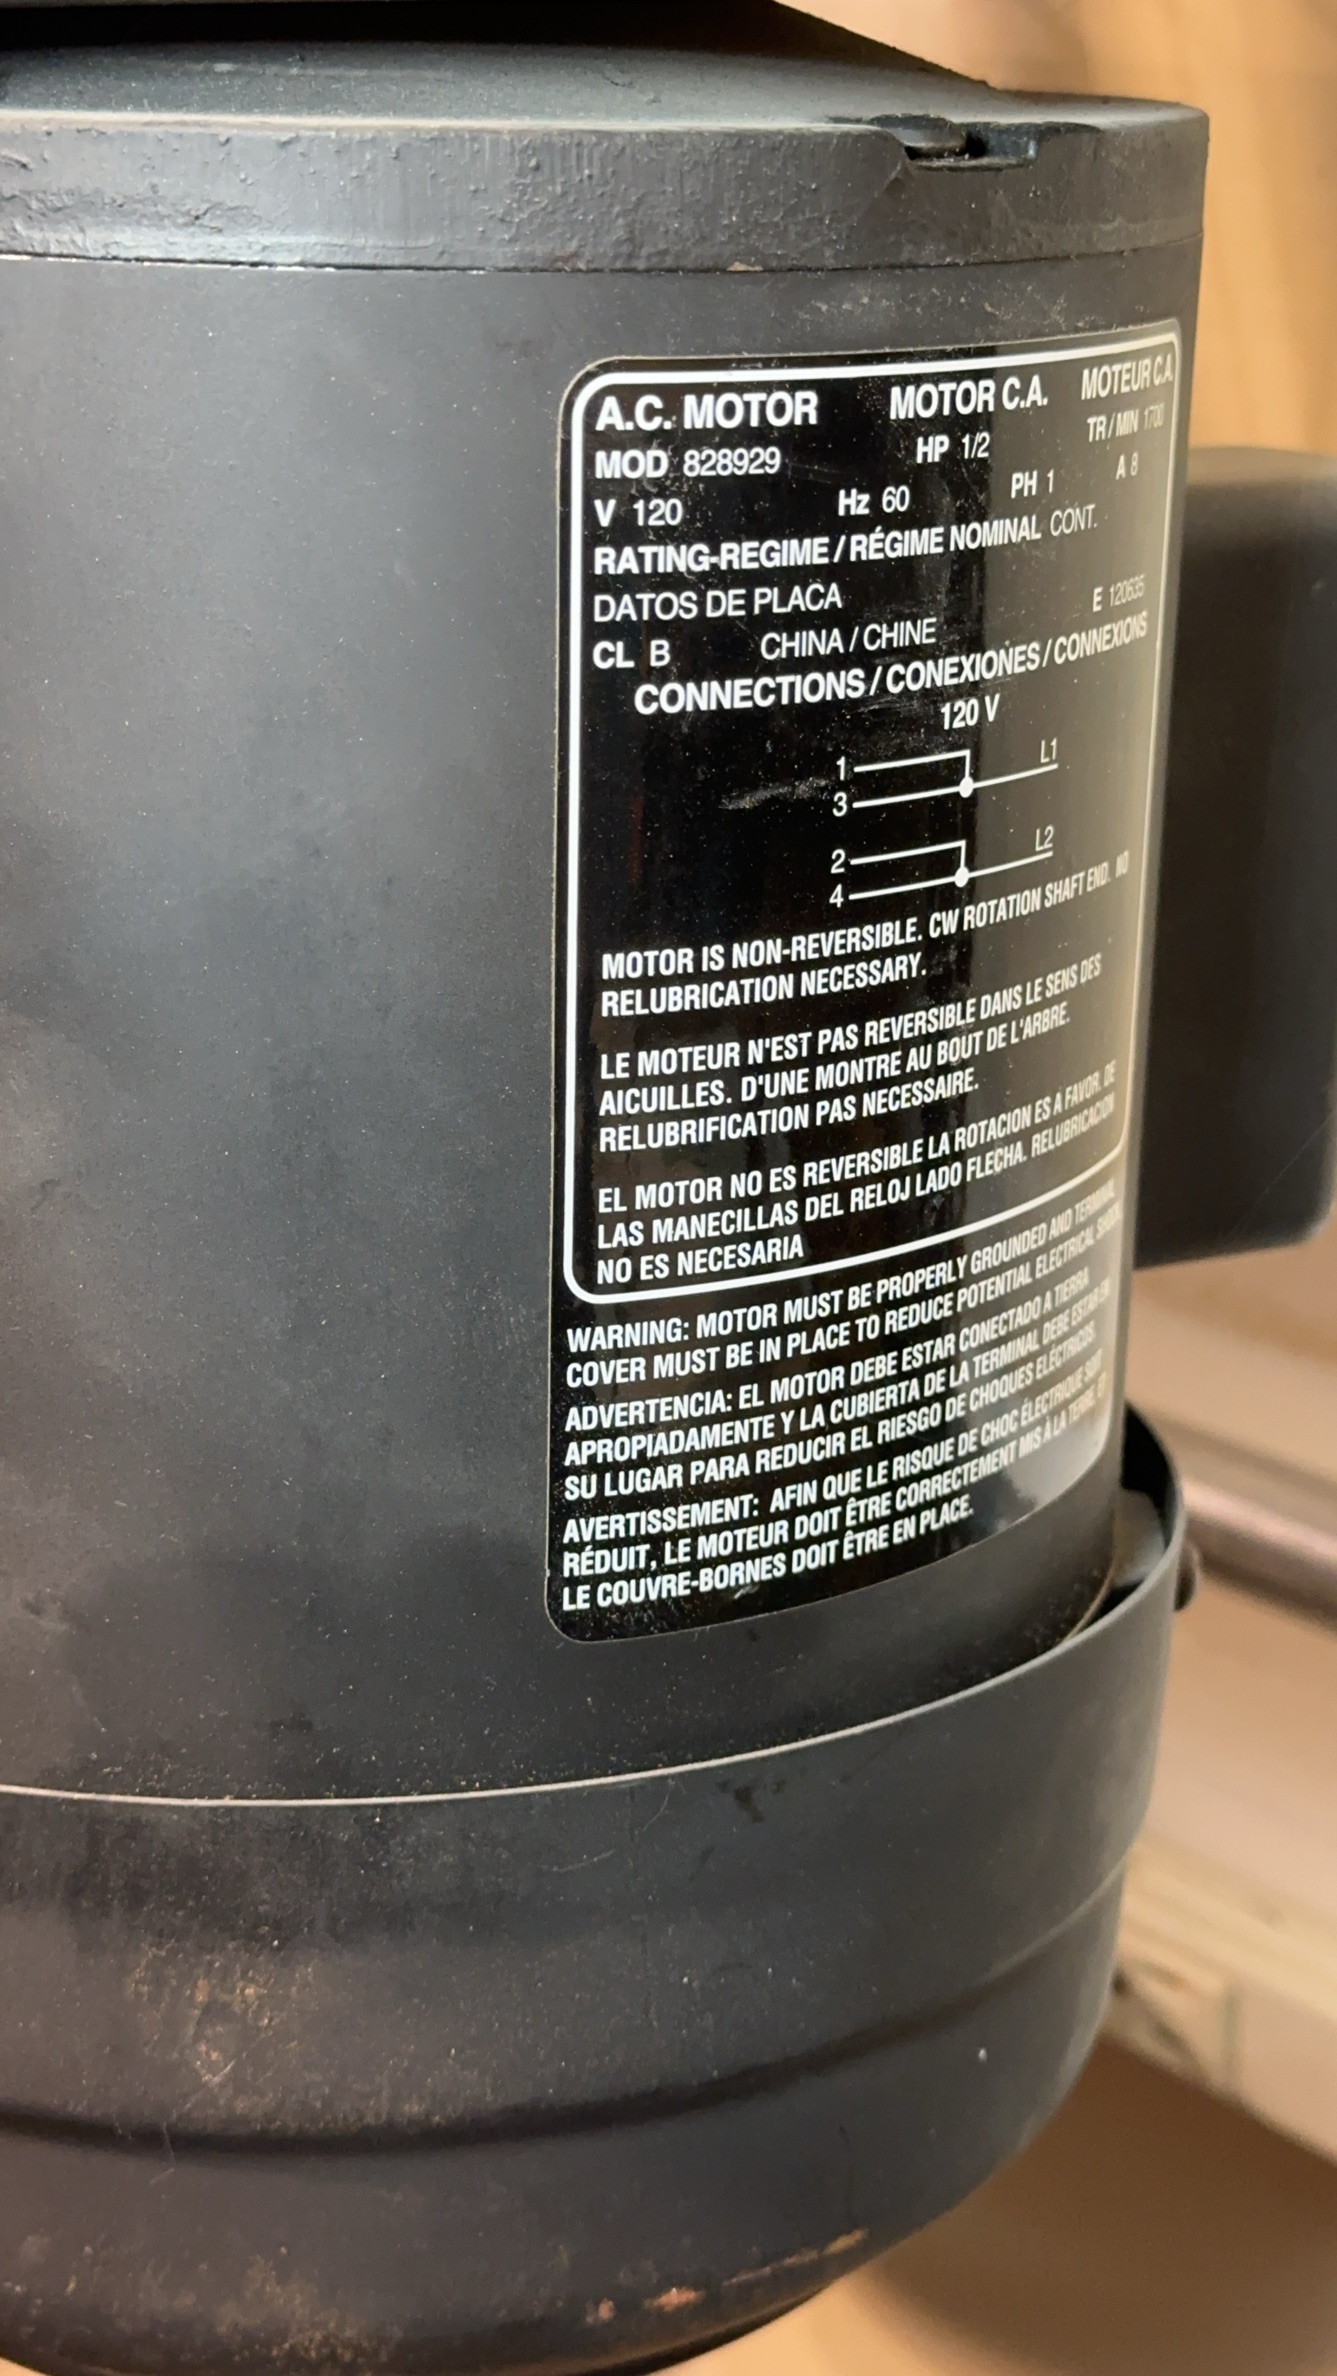 A.C. MOTOR MOTOR C.A. MOTEUR C.A.
MOD 828929 HP 1/2 TR/MIN 1700
V 120 Hz 60 PH 1 A 8
RATING-REGIME / RÉGIME NOMINAL CONT.
DATOS DE PLACA
CL B CHINA / CHINE E 120635
CONNECTIONS / CONEXIONES / CONNEXIONS
120 V
1 L1
3
2 L2
4
MOTOR IS NON-REVERSIBLE. CW ROTATION SHAFT END. NO
RELUBRICATION NECESSARY.
LE MOTEUR N'EST PAS REVERSIBLE DANS LE SENS DES
AICUILLES. D'UNE MONTRE AU BOUT DE L'ARBRE.
RELUBRIFICATION PAS NECESSAIRE.
EL MOTOR NO ES REVERSIBLE LA ROTACION ES A FAVOR. DE
LAS MANECILLAS DEL RELOJ LADO FLECHA. RELUBRICACION
NO ES NECESARIA
WARNING: MOTOR MUST BE PROPERLY GROUNDED AND TERMINAL
COVER MUST BE IN PLACE TO REDUCE POTENTIAL ELECTRICAL SHOCK.
ADVERTENCIA: EL MOTOR DEBE ESTAR CONECTADO A TIERRA
APROPIADAMENTE Y LA CUBIERTA DE LA TERMINAL DEBE ESTAR EN
SU LUGAR PARA REDUCIR EL RIESGO DE CHOQUES ELÉCTRICOS.
AVERTISSEMENT: AFIN QUE LE RISQUE DE CHOC ÉLECTRIQUE SOIT
RÉDUIT, LE MOTEUR DOIT ÊTRE CORRECTEMENT MIS À LA TERRE, ET
LE COUVRE-BORNES DOIT ÊTRE EN PLACE.